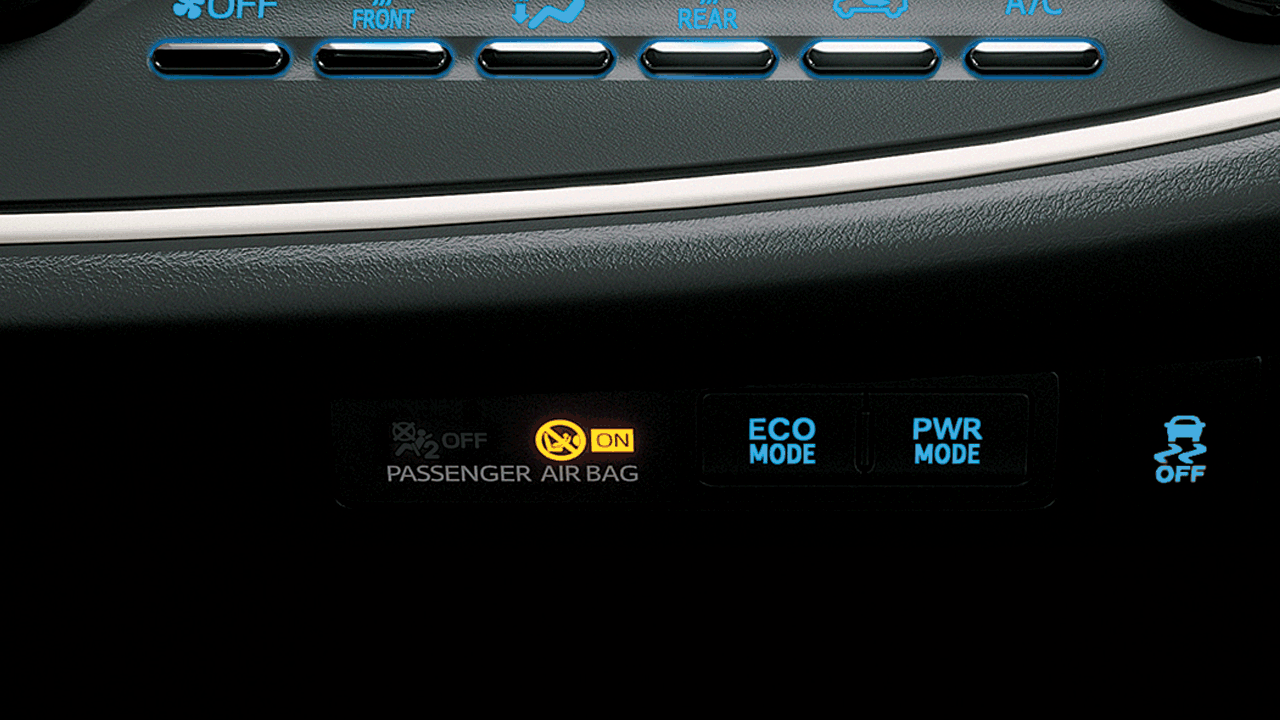 OFF
FRONT
REAR
A/C
OFF
ON
PASSENGER AIR BAG
ECO
MODE
PWR
MODE
OFF